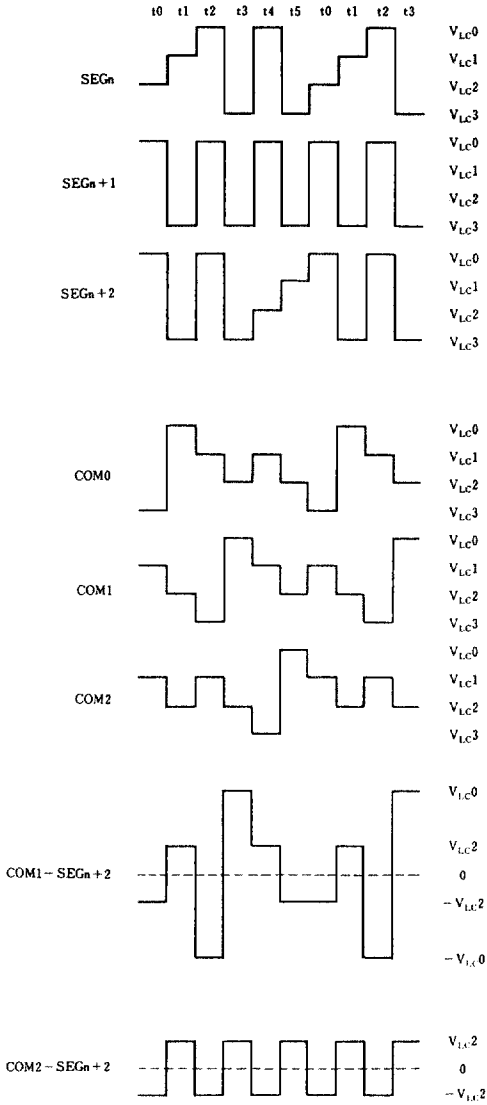 t0 t1 t2 t3 t4 t5 t0 t1 t2 t3
SEGn
VLC0
VLC1
VLC2
VLC3
SEGn+1
VLC0
VLC1
VLC2
VLC3
SEGn+2
VLC0
VLC1
VLC2
VLC3
COM0
VLC0
VLC1
VLC2
VLC3
COM1
VLC0
VLC1
VLC2
VLC3
COM2
VLC0
VLC1
VLC2
VLC3
COM1−SEGn+2
VLC0
VLC2
0
−VLC2
−VLC0
COM2−SEGn+2
VLC2
0
−VLC2